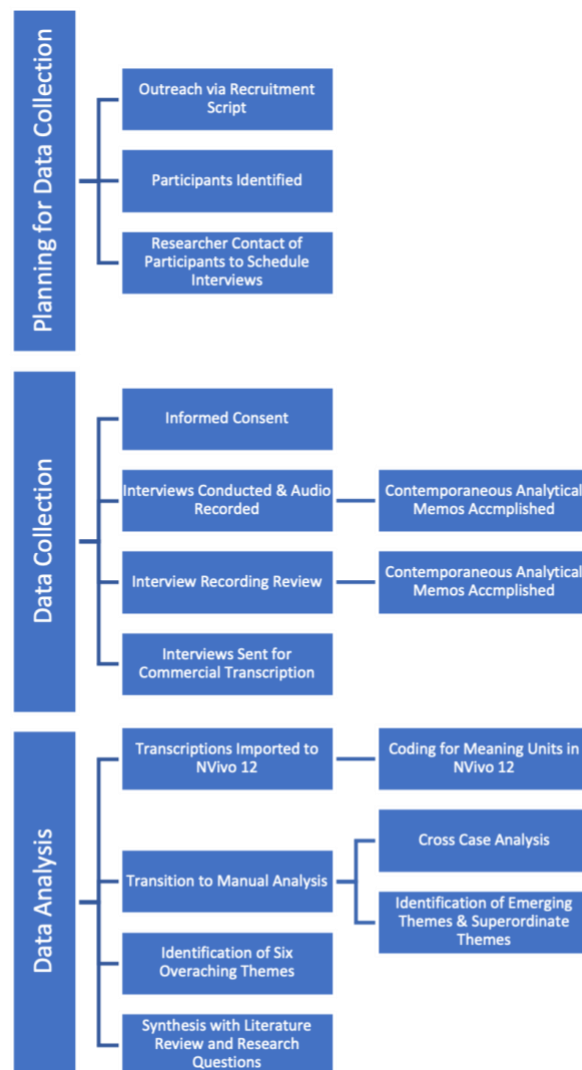 Planning for Data Collection
Outreach via Recruitment
Script
Participants Identified
Researcher Contact of
Participants to Schedule
Interviews
Data Collection
Informed Consent
Interviews Conducted & Audio
Recorded
Contemporaneous Analytical
Memos Accmplished
Interview Recording Review
Contemporaneous Analytical
Memos Accmplished
Interviews Sent for
Commercial Transcription
Data Analysis
Transcriptions Imported to
NVivo 12
Coding for Meaning Units in
NVivo 12
Transition to Manual Analysis
Cross Case Analysis
Identification of Emerging
Themes & Superordinate
Themes
Identification of Six
Overaching Themes
Synthesis with Literature
Review and Research
Questions